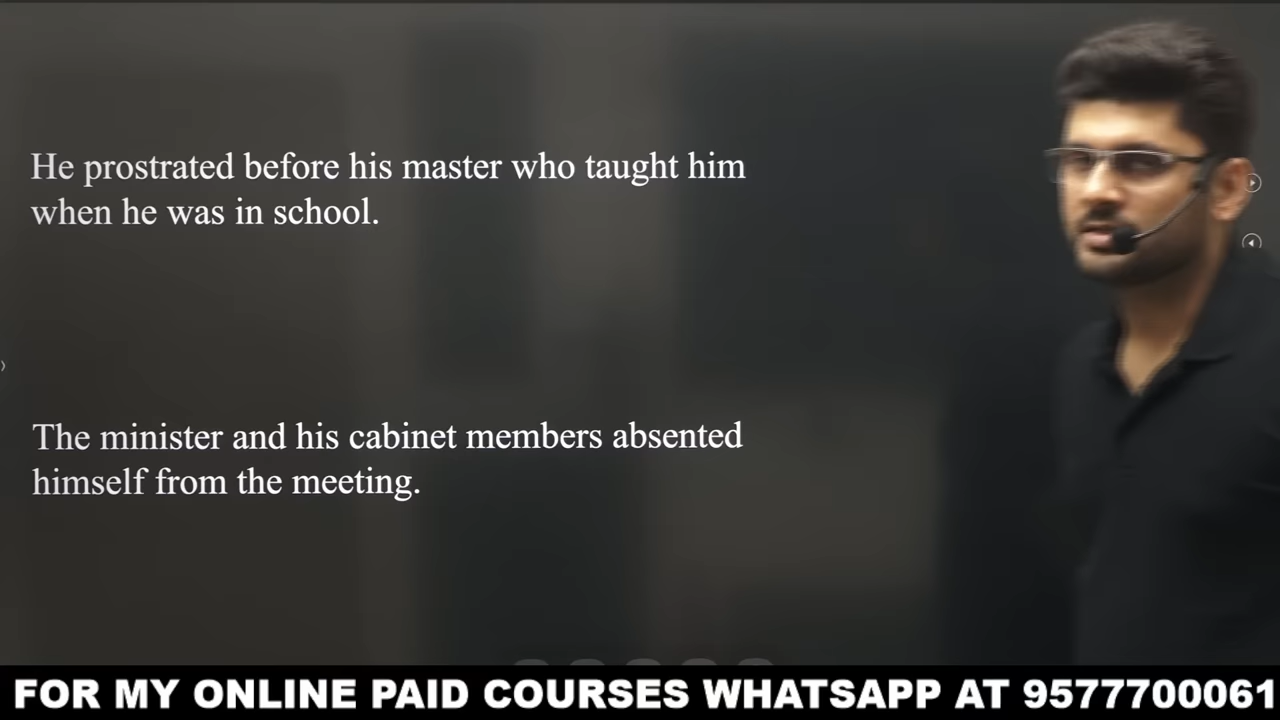 He prostrated before his master who taught him
when he was in school.
The minister and his cabinet members absented
himself from the meeting.
FOR MY ONLINE PAID COURSES WHATSAPP AT 9577700061